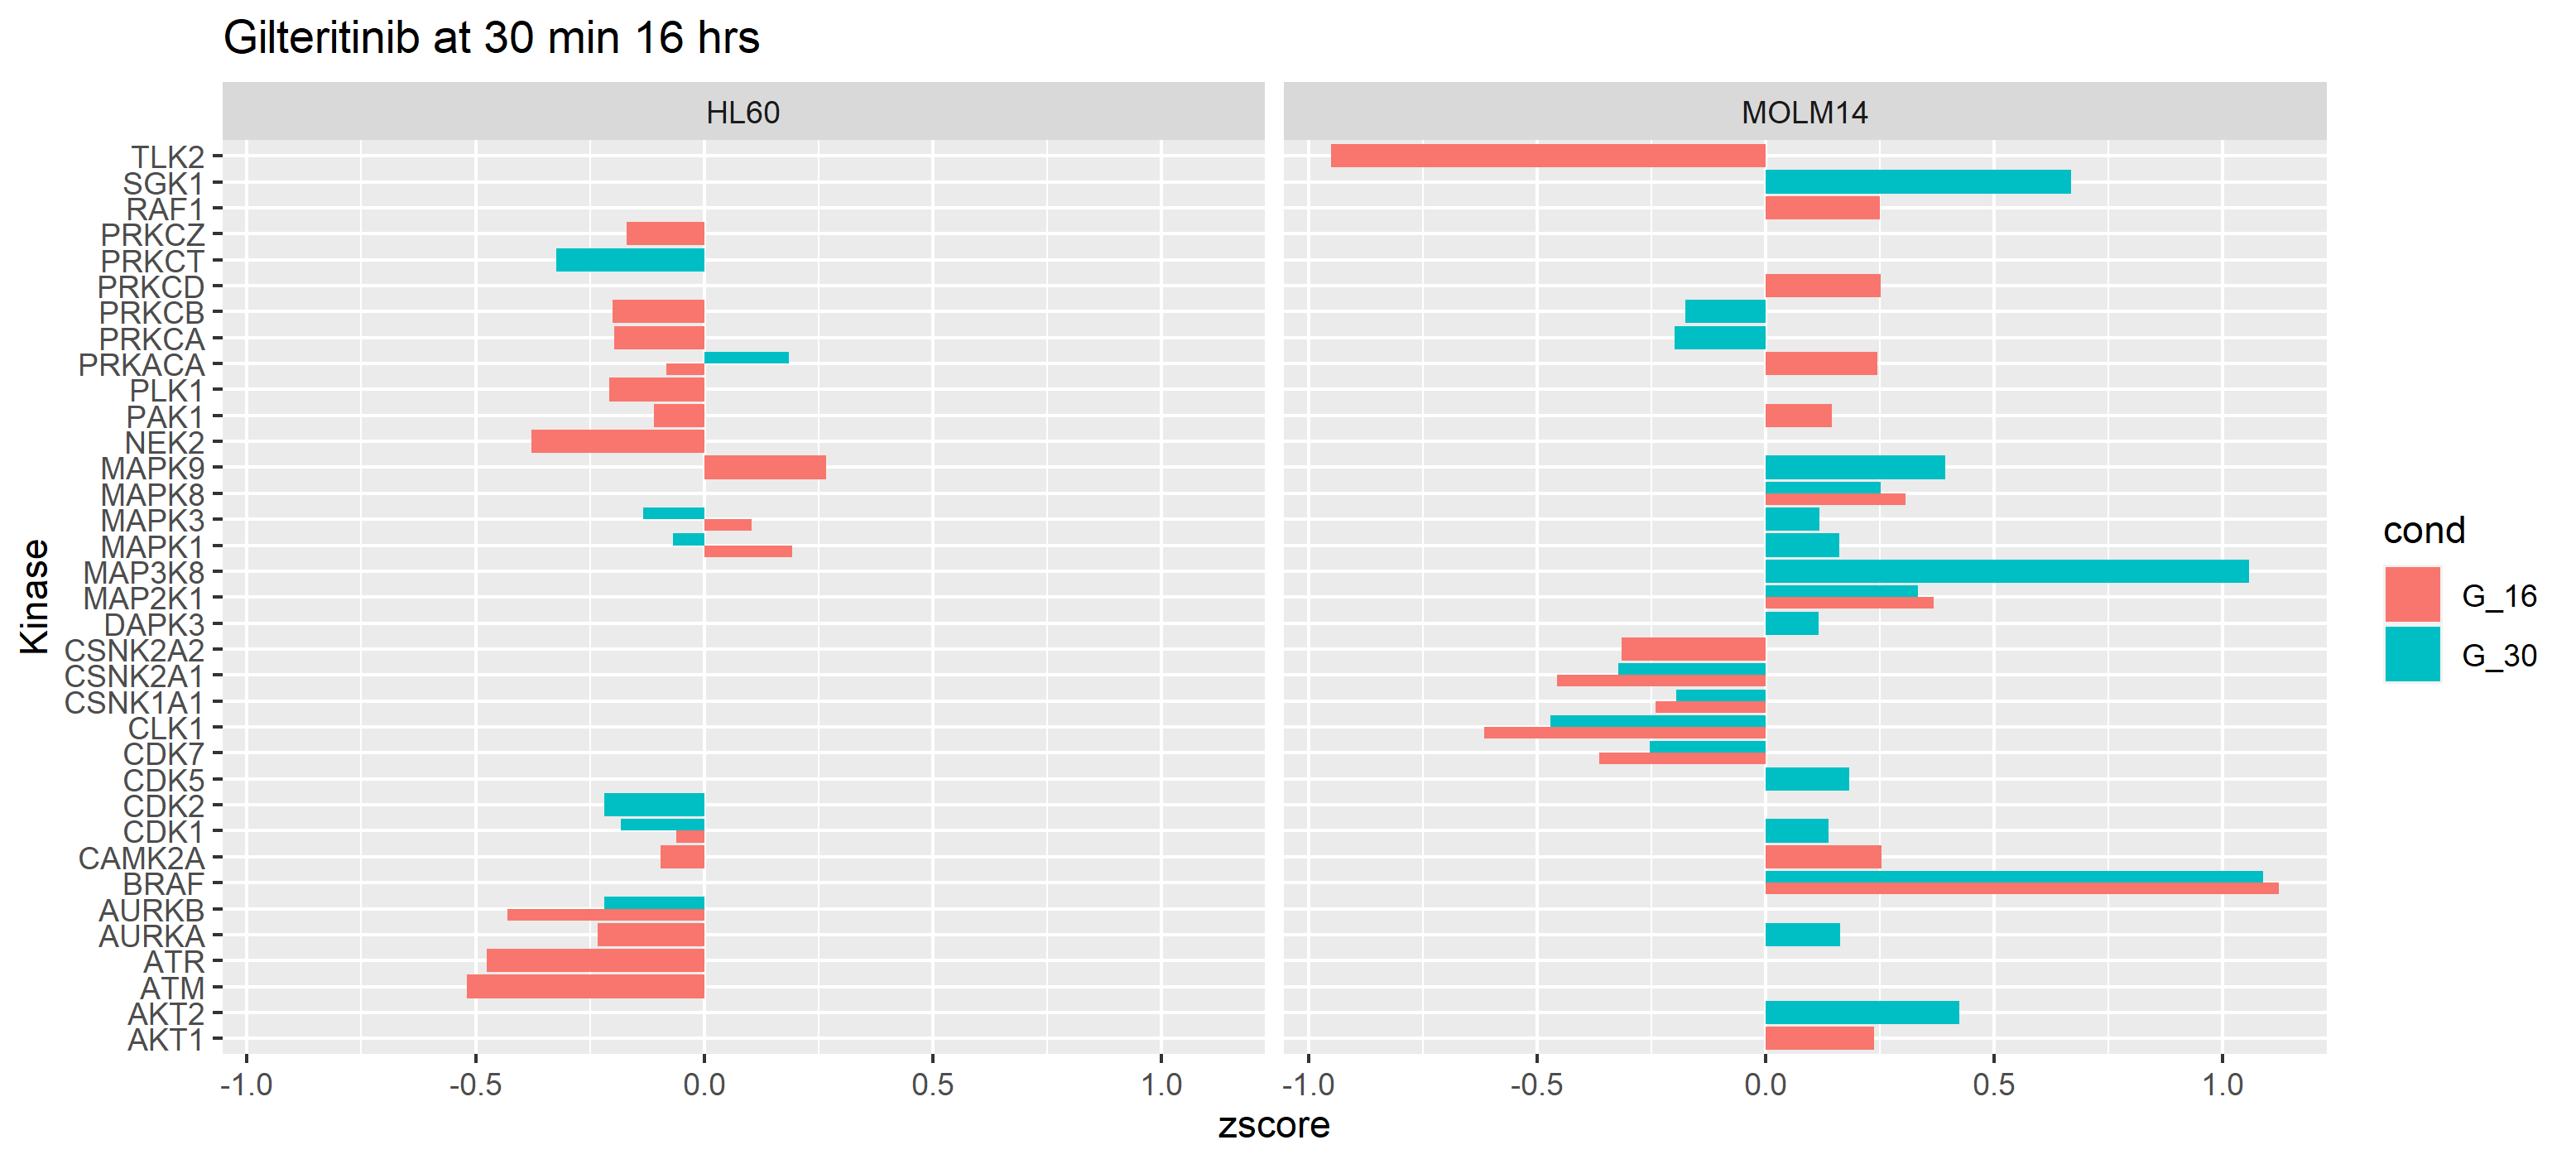 Gilteritinib at 30 min 16 hrs
HL60
MOLM14
TLK2
SGK1
RAF1
PRKCZ
PRKCT
PRKCD
PRKCB
PRKCA
PRKACA
PLK1
PAK1
NEK2
MAPK9
MAPK8
MAPK3
MAPK1
MAP3K8
MAP2K1
DAPK3
CSNK2A2
CSNK2A1
CSNK1A1
CLK1
CDK7
CDK5
CDK2
CDK1
CAMK2A
BRAF
AURKB
AURKA
ATR
ATM
AKT2
AKT1
Kinase
-1.0 -0.5 0.0 0.5 1.0
-1.0 -0.5 0.0 0.5 1.0
zscore
cond
G_16
G_30